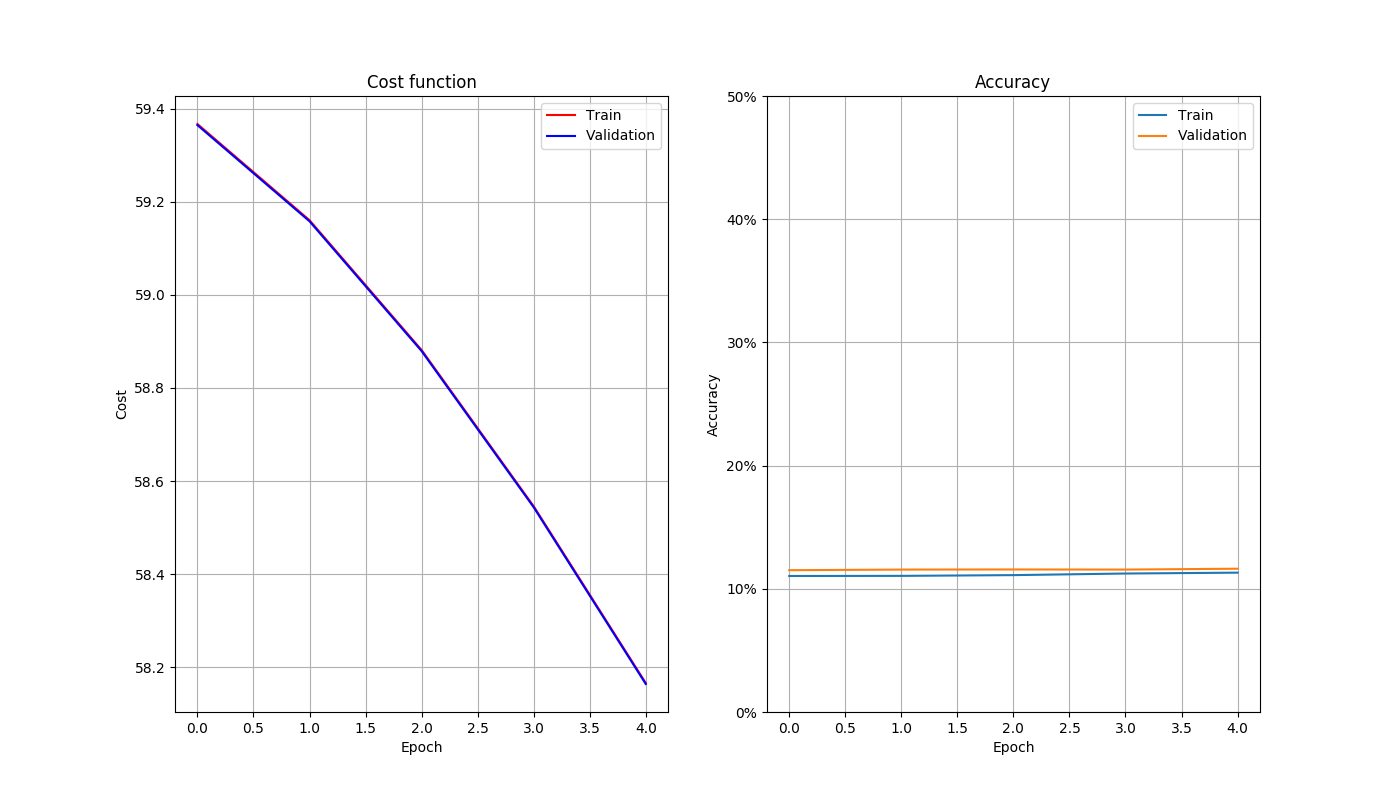 Cost function
59.4
59.2
59.0
58.8
58.6
58.4
58.2
Cost
Train
Validation
0.0 0.5 1.0 1.5 2.0 2.5 3.0 3.5 4.0
Epoch
Accuracy
50%
40%
30%
20%
10%
0%
Accuracy
Train
Validation
0.0 0.5 1.0 1.5 2.0 2.5 3.0 3.5 4.0
Epoch